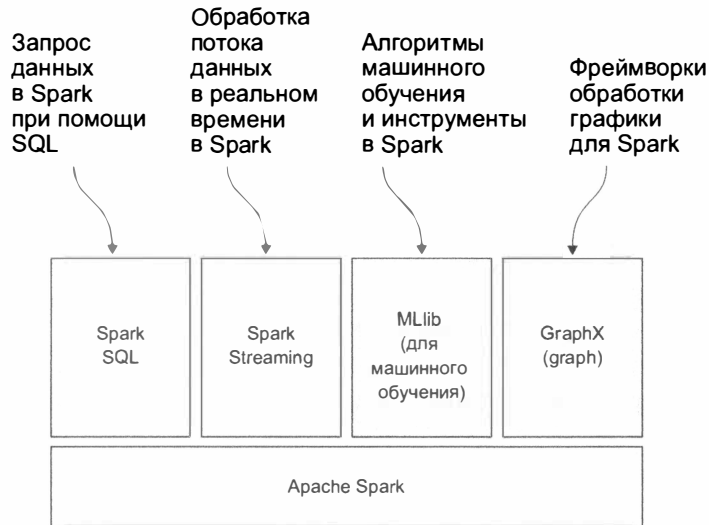 Запрос
данных
в Spark
при помощи
SQL
Обработка
потока
данных
в реальном
времени
в Spark
Алгоритмы
машинного
обучения
и инструменты
в Spark
Фреймворки
обработки
графики
для Spark
Spark
SQL
Spark
Streaming
MLlib
(для
машинного
обучения)
GraphX
(graph)
Apache Spark